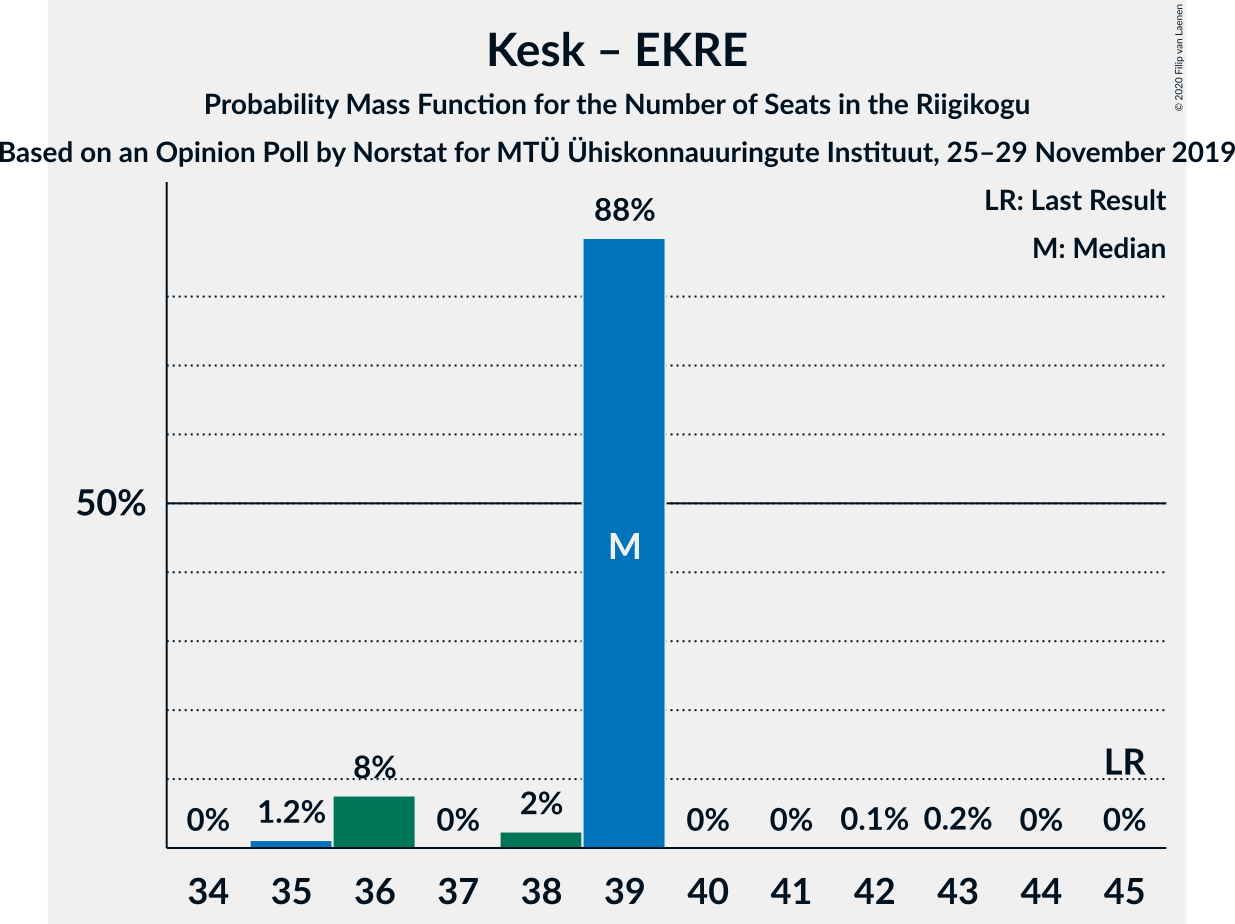 Kesk – EKRE
Probability Mass Function for the Number of Seats in the Riigikogu
Based on an Opinion Poll by Norstat for MTÜ Ühiskonnauuringute Instituut, 25–29 November 2019
© 2020 Filip van Laenen
LR: Last Result
M: Median
88%
50%
M
LR
8%
0% 1.2% 0% 2% 0% 0% 0.1% 0.2% 0% 0%
34 35 36 37 38 39 40 41 42 43 44 45